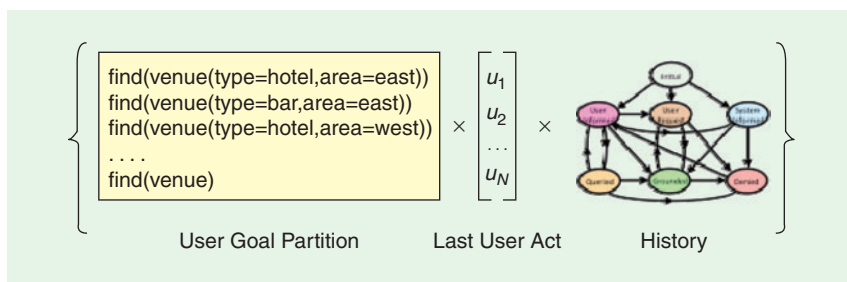 find(venue(type=hotel,area=east))
find(venue(type=bar,area=east))
find(venue(type=hotel,area=west))
. . . .
find(venue)
×
u1
u2
...
uN
×
Initial
User Informed
User Request
System Informed
Queried
Grounded
Denied
User Goal Partition
Last User Act
History